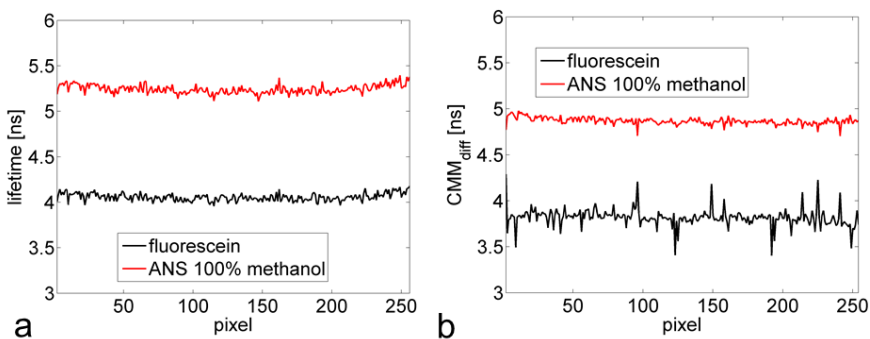 6
5.5
5
4.5
4
3.5
3
lifetime [ns]
fluorescein
ANS 100% methanol
50 100 150 200 250
pixel
a
6
5.5
5
4.5
4
3.5
3
CMM_diff [ns]
fluorescein
ANS 100% methanol
50 100 150 200 250
pixel
b